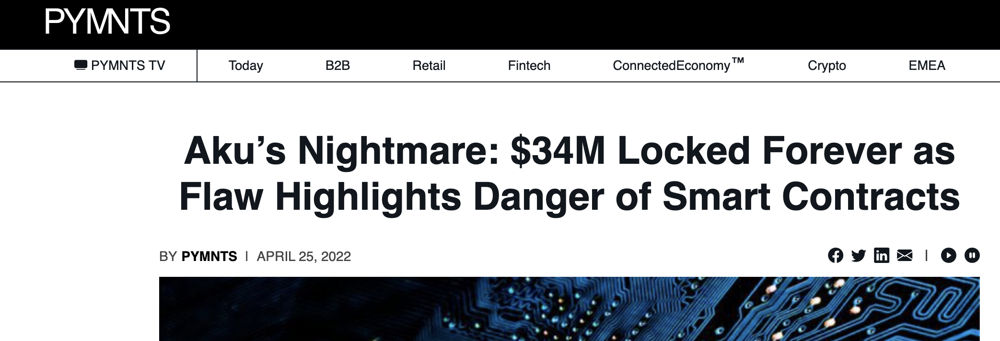 PYMNTS
PYMNTS TV Today B2B Retail Fintech ConnectedEconomy™ Crypto EMEA
Aku’s Nightmare: $34M Locked Forever as
Flaw Highlights Danger of Smart Contracts
BY PYMNTS | APRIL 25, 2022